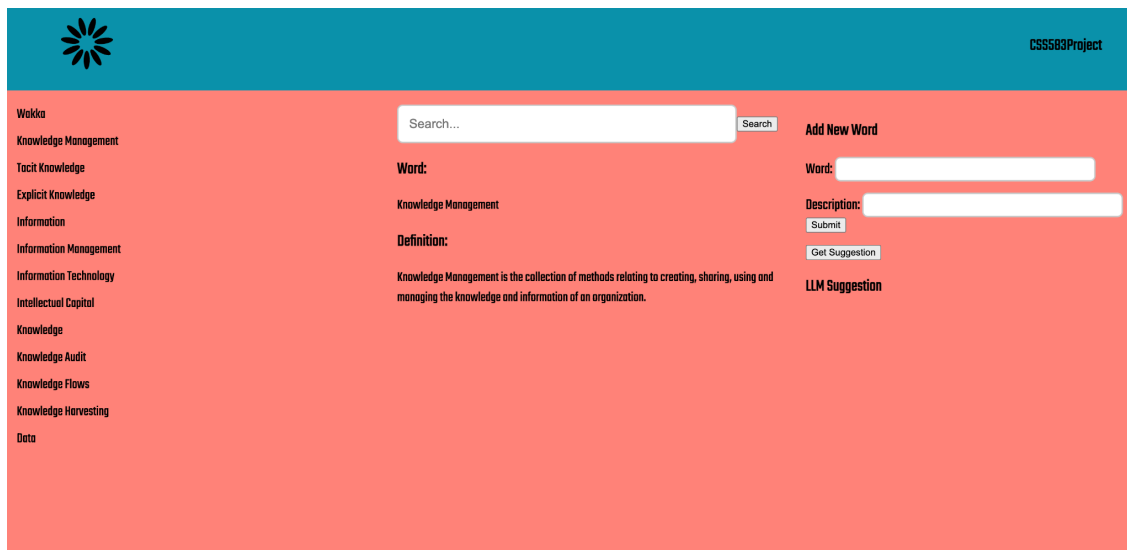 CSS583Project
Wakka
Knowledge Management
Tacit Knowledge
Explicit Knowledge
Information
Information Management
Information Technology
Intellectual Capital
Knowledge
Knowledge Audit
Knowledge Flows
Knowledge Harvesting
Data
Search...
Search
Word:
Knowledge Management
Definition:
Knowledge Management is the collection of methods relating to creating, sharing, using and
managing the knowledge and information of an organization.
Add New Word
Word:
Description:
Submit
Get Suggestion
LLM Suggestion